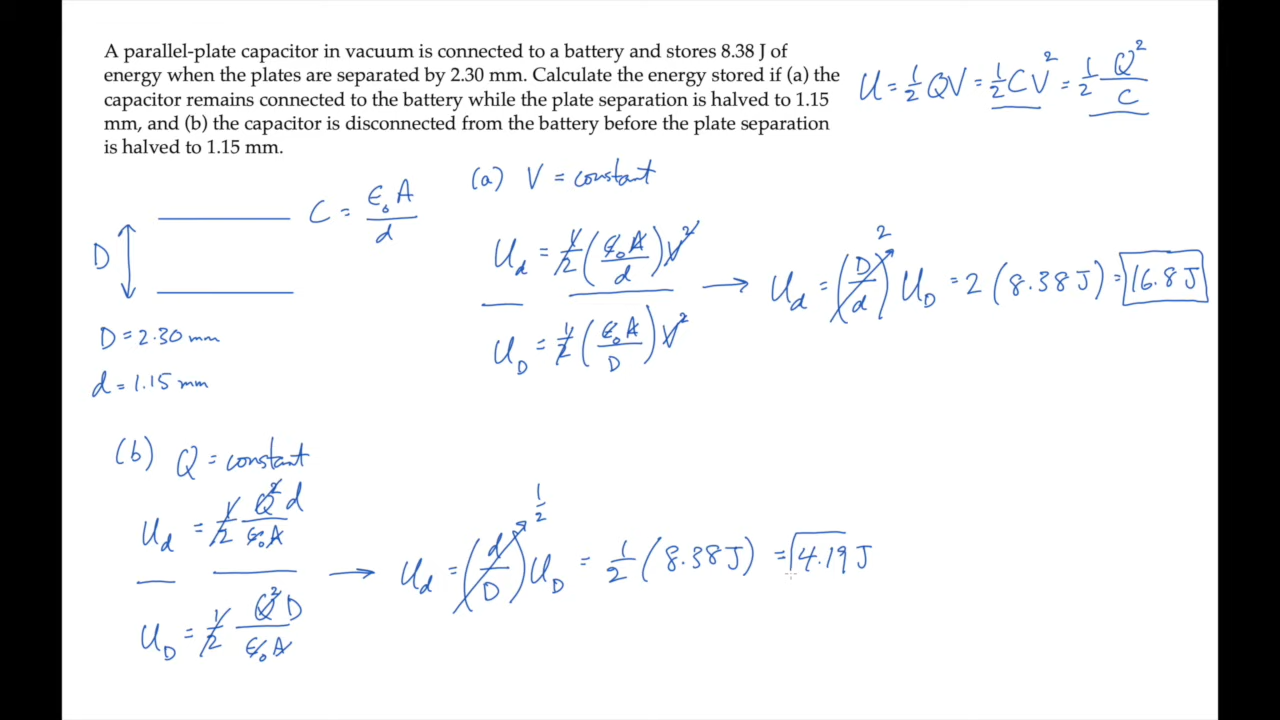 A parallel-plate capacitor in vacuum is connected to a battery and stores 8.38 J of
energy when the plates are separated by 2.30 mm. Calculate the energy stored if (a) the
capacitor remains connected to the battery while the plate separation is halved to 1.15
mm, and (b) the capacitor is disconnected from the battery before the plate separation
is halved to 1.15 mm.
U = 1/2 QV = 1/2 CV² = 1/2 Q²/C
C = ε₀A/d
D
D = 2.30 mm
d = 1.15 mm
(a) V = constant
U_d = 1/2 (ε₀A/d) V²
U_D = 1/2 (ε₀A/D) V²
→ U_d = (D/d) 2 U_D = 2 (8.38 J) = 16.8 J
(b) Q = constant
U_d = 1/2 Q²d/ε₀A
U_D = 1/2 Q²D/ε₀A
→ U_d = (d/D) 1/2 U_D = 1/2 (8.38 J) = 4.19 J